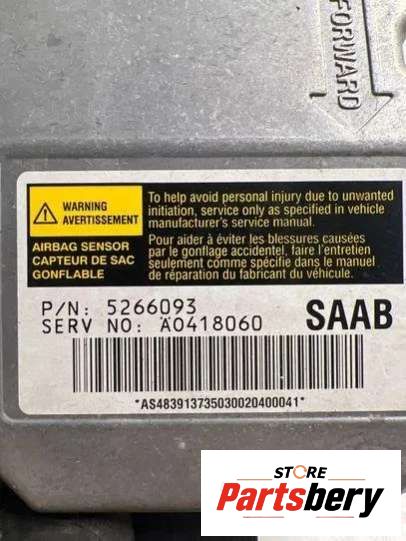 FORWARD
WARNING
AVERTISSEMENT
AIRBAG SENSOR
CAPTEUR DE SAC
GONFLABLE
To help avoid personal injury due to unwanted
initiation, service only as specified in vehicle
manufacturer's service manual.
Pour aider à éviter les blessures causées
par le gonflage accidentel, faire l'entretien
seulement comme spécifié dans le manuel
de réparation du fabricant du véhicule.
P/N: 5266093
SERV NO: A0418060
SAAB
*AS483913735030020400041*
STORE
Partsbery